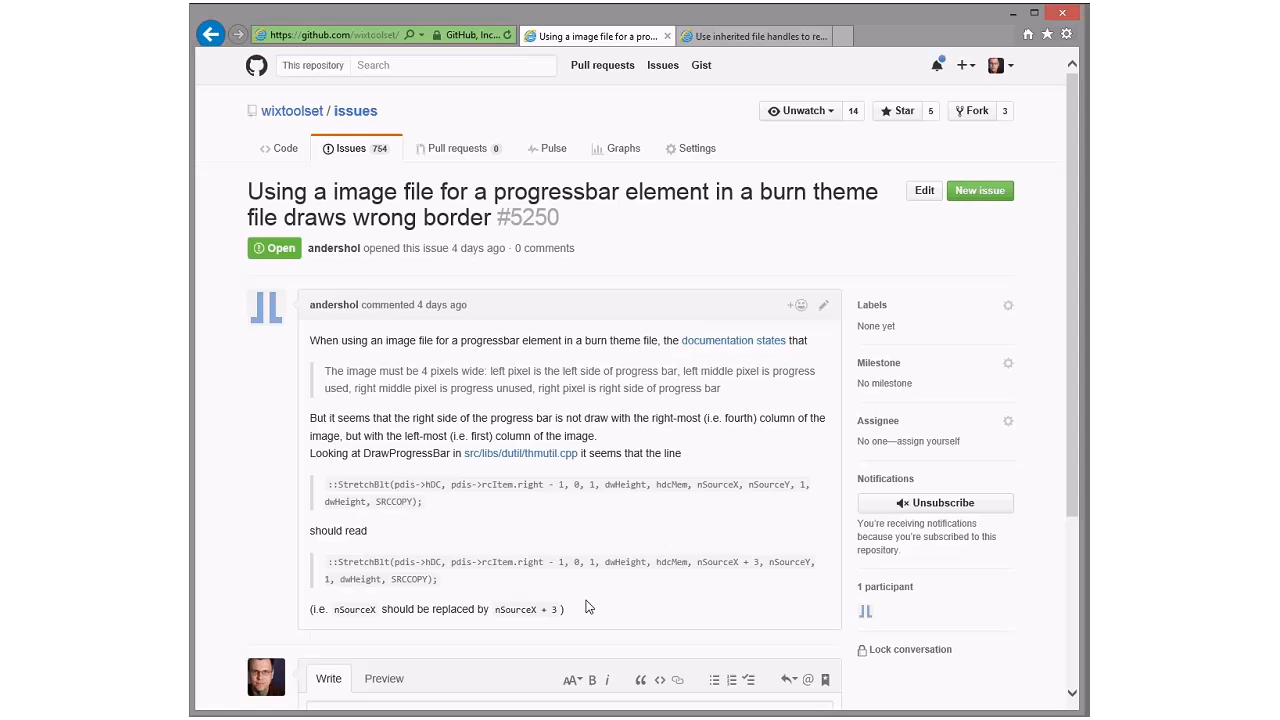 https://github.com/wixtoolset/
GitHub, Inc...
Using a image file for a pro...
Use inherited file handles to re...
This repository
Search
Pull requests
Issues
Gist
wixtoolset / issues
Unwatch
14
Star
5
Fork
3
Code
Issues 754
Pull requests 0
Pulse
Graphs
Settings
Using a image file for a progressbar element in a burn theme
file draws wrong border #5250
Edit
New issue
Open
andershol opened this issue 4 days ago · 0 comments
andershol commented 4 days ago
When using an image file for a progressbar element in a burn theme file, the documentation states that
The image must be 4 pixels wide: left pixel is the left side of progress bar, left middle pixel is progress
used, right middle pixel is progress unused, right pixel is right side of progress bar
But it seems that the right side of the progress bar is not draw with the right-most (i.e. fourth) column of the
image, but with the left-most (i.e. first) column of the image.
Looking at DrawProgressBar in src/libs/dutil/thmutil.cpp it seems that the line
::StretchBlt(pdis->hDC, pdis->rcItem.right - 1, 0, 1, dwHeight, hdcMem, nSourceX, nSourceY, 1,
dwHeight, SRCCOPY);
should read
::StretchBlt(pdis->hDC, pdis->rcItem.right - 1, 0, 1, dwHeight, hdcMem, nSourceX + 3, nSourceY,
1, dwHeight, SRCCOPY);
(i.e. nSourceX should be replaced by nSourceX + 3 )
Labels
None yet
Milestone
No milestone
Assignee
No one—assign yourself
Notifications
Unsubscribe
You're receiving notifications
because you're subscribed to this
repository.
1 participant
Lock conversation
Write
Preview
AA B i